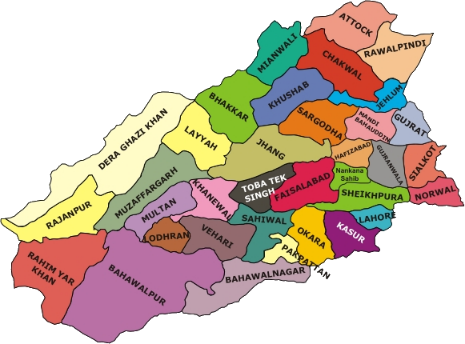 ATTOCK
RAWALPINDI
MIANWALI
CHAKWAL
JEHLUM
BHAKKAR
KHUSHAB
SARGODHA
MANDI
BAHAUDDIN
GUJRAT
DERA GHAZI KHAN
LAYYAH
JHANG
HAFIZABAD
GUJRANWALA
SIALKOT
Nankana
Sahib
MUZAFFARGARH
KHANEWAL
TOBA TEK
SINGH
FAISALABAD
SHEIKHPURA
NORWAL
RAJANPUR
MULTAN
SAHIWAL
LAHORE
LODHRAN
VEHARI
OKARA
KASUR
PAKPATTAN
RAHIM YAR
KHAN
BAHAWALPUR
BAHAWALNAGAR